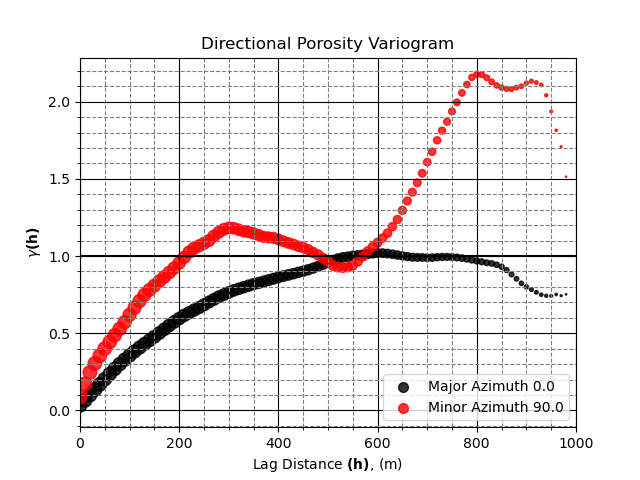 Directional Porosity Variogram
2.0
1.5
1.0
0.5
0.0
γ(h)
0 200 400 600 800 1000
Lag Distance (h), (m)
Major Azimuth 0.0
Minor Azimuth 90.0